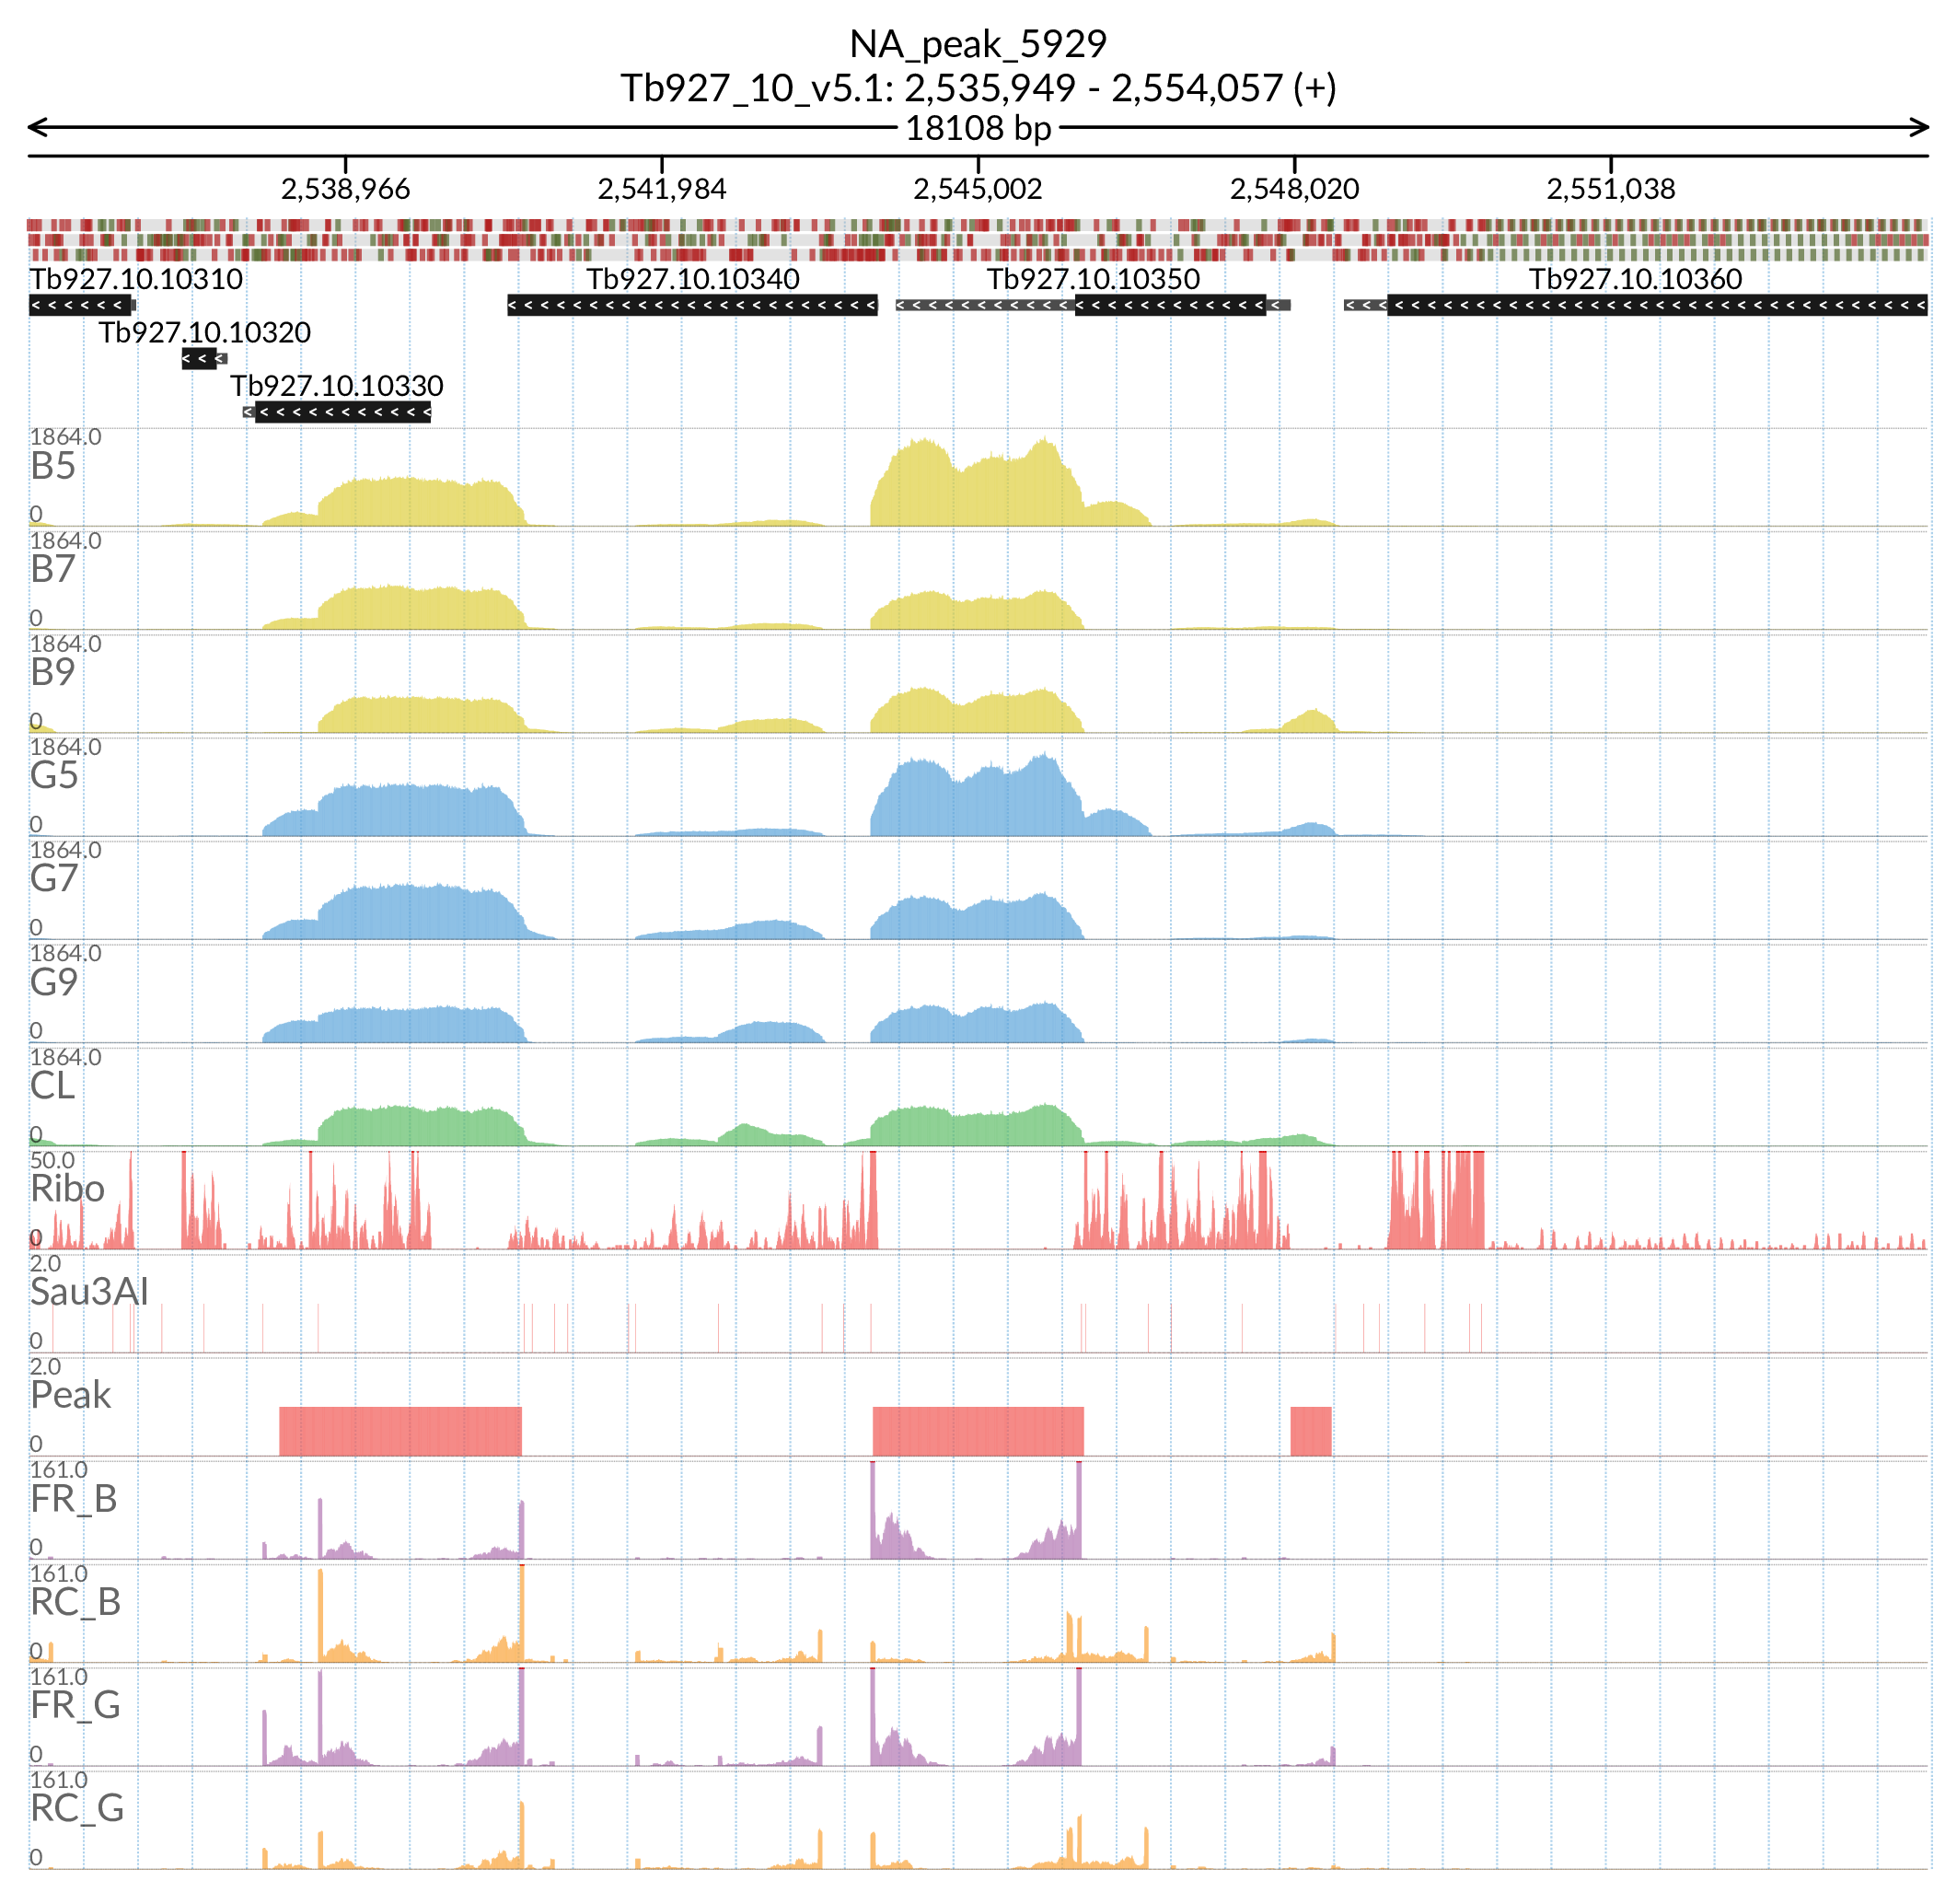 NA_peak_5929
Tb927_10_v5.1: 2,535,949 - 2,554,057 (+)
18108 bp
2,538,966 2,541,984 2,545,002 2,548,020 2,551,038
Tb927.10.10310 Tb927.10.10340 Tb927.10.10350 Tb927.10.10360
Tb927.10.10320
Tb927.10.10330
1864.0
B5
0
1864.0
B7
0
1864.0
B9
0
1864.0
G5
0
1864.0
G7
0
1864.0
G9
0
1864.0
CL
0
50.0
Ribo
0
2.0
Sau3AI
0
2.0
Peak
0
161.0
FR_B
0
161.0
RC_B
0
161.0
FR_G
0
161.0
RC_G
0